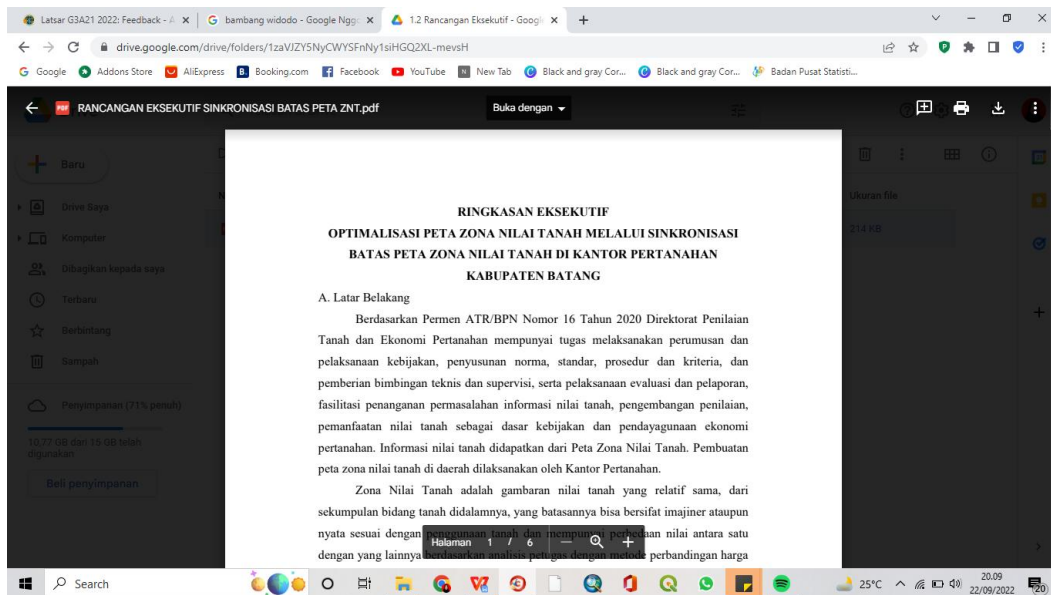 Latsar G3A21 2022: Feedback - A
bambang widodo - Google Ngga
1.2 Rancangan Eksekutif - Googl
drive.google.com/drive/folders/1zaVJZY5NyCWYSFnNy1siHGQ2XL-mevsH
Google Addons Store AliExpress Booking.com Facebook YouTube New Tab Black and gray Cor... Black and gray Cor... Badan Pusat Statisti...
RANCANGAN EKSEKUTIF SINKRONISASI BATAS PETA ZNT.pdf
Buka dengan
Baru
Drive Saya
Komputer
Dibagikan kepada saya
Terbaru
Berbintang
Sampah
Penyimpanan (71% penuh)
10,77 GB dari 15 GB telah
digunakan
Beli penyimpanan
Ukuran file
214 KB
RINGKASAN EKSEKUTIF
OPTIMALISASI PETA ZONA NILAI TANAH MELALUI SINKRONISASI
BATAS PETA ZONA NILAI TANAH DI KANTOR PERTANAHAN
KABUPATEN BATANG
A. Latar Belakang
Berdasarkan Permen ATR/BPN Nomor 16 Tahun 2020 Direktorat Penilaian
Tanah dan Ekonomi Pertanahan mempunyai tugas melaksanakan perumusan dan
pelaksanaan kebijakan, penyusunan norma, standar, prosedur dan kriteria, dan
pemberian bimbingan teknis dan supervisi, serta pelaksanaan evaluasi dan pelaporan,
fasilitasi penanganan permasalahan informasi nilai tanah, pengembangan penilaian,
pemanfaatan nilai tanah sebagai dasar kebijakan dan pendayagunaan ekonomi
pertanahan. Informasi nilai tanah didapatkan dari Peta Zona Nilai Tanah. Pembuatan
peta zona nilai tanah di daerah dilaksanakan oleh Kantor Pertanahan.
Zona Nilai Tanah adalah gambaran nilai tanah yang relatif sama, dari
sekumpulan bidang tanah didalamnya, yang batasannya bisa bersifat imajiner ataupun
nyata sesuai dengan penggunaan tanah dan mempunyai perbedaan nilai antara satu
dengan yang lainnya berdasarkan analisis petugas dengan metode perbandingan harga
Halaman 1 / 6
Search
25°C
20.09
22/09/2022
20